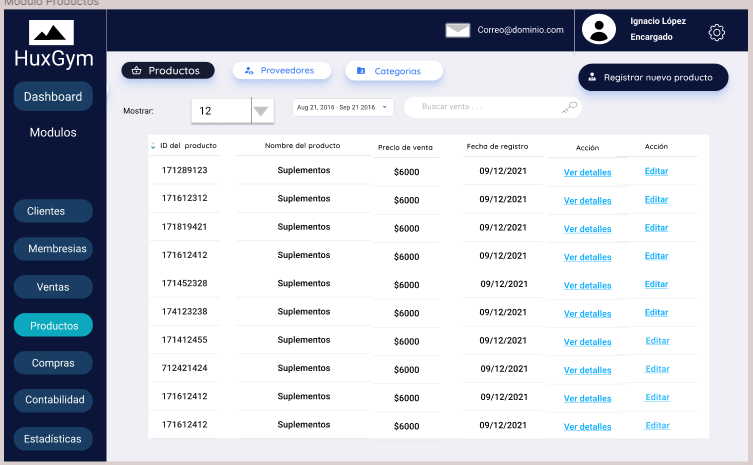 Modulo Productos
Correo@dominio.com
Ignacio López
Encargado
HuxGym
Dashboard
Modulos
Clientes
Membresias
Ventas
Productos
Compras
Contabilidad
Estadísticas
Productos
Proveedores
Categorias
Registrar nuevo producto
Mostrar:
12
Aug 21, 2016 - Sep 21 2016
Buscar venta . . .
ID del producto Nombre del producto Precio de venta Fecha de registro Acción Acción
171289123 Suplementos $6000 09/12/2021 Ver detalles Editar
171612312 Suplementos $6000 09/12/2021 Ver detalles Editar
171819421 Suplementos $6000 09/12/2021 Ver detalles Editar
171612412 Suplementos $6000 09/12/2021 Ver detalles Editar
171452328 Suplementos $6000 09/12/2021 Ver detalles Editar
174123238 Suplementos $6000 09/12/2021 Ver detalles Editar
171412455 Suplementos $6000 09/12/2021 Ver detalles Editar
712421424 Suplementos $6000 09/12/2021 Ver detalles Editar
171612412 Suplementos $6000 09/12/2021 Ver detalles Editar
171612412 Suplementos $6000 09/12/2021 Ver detalles Editar